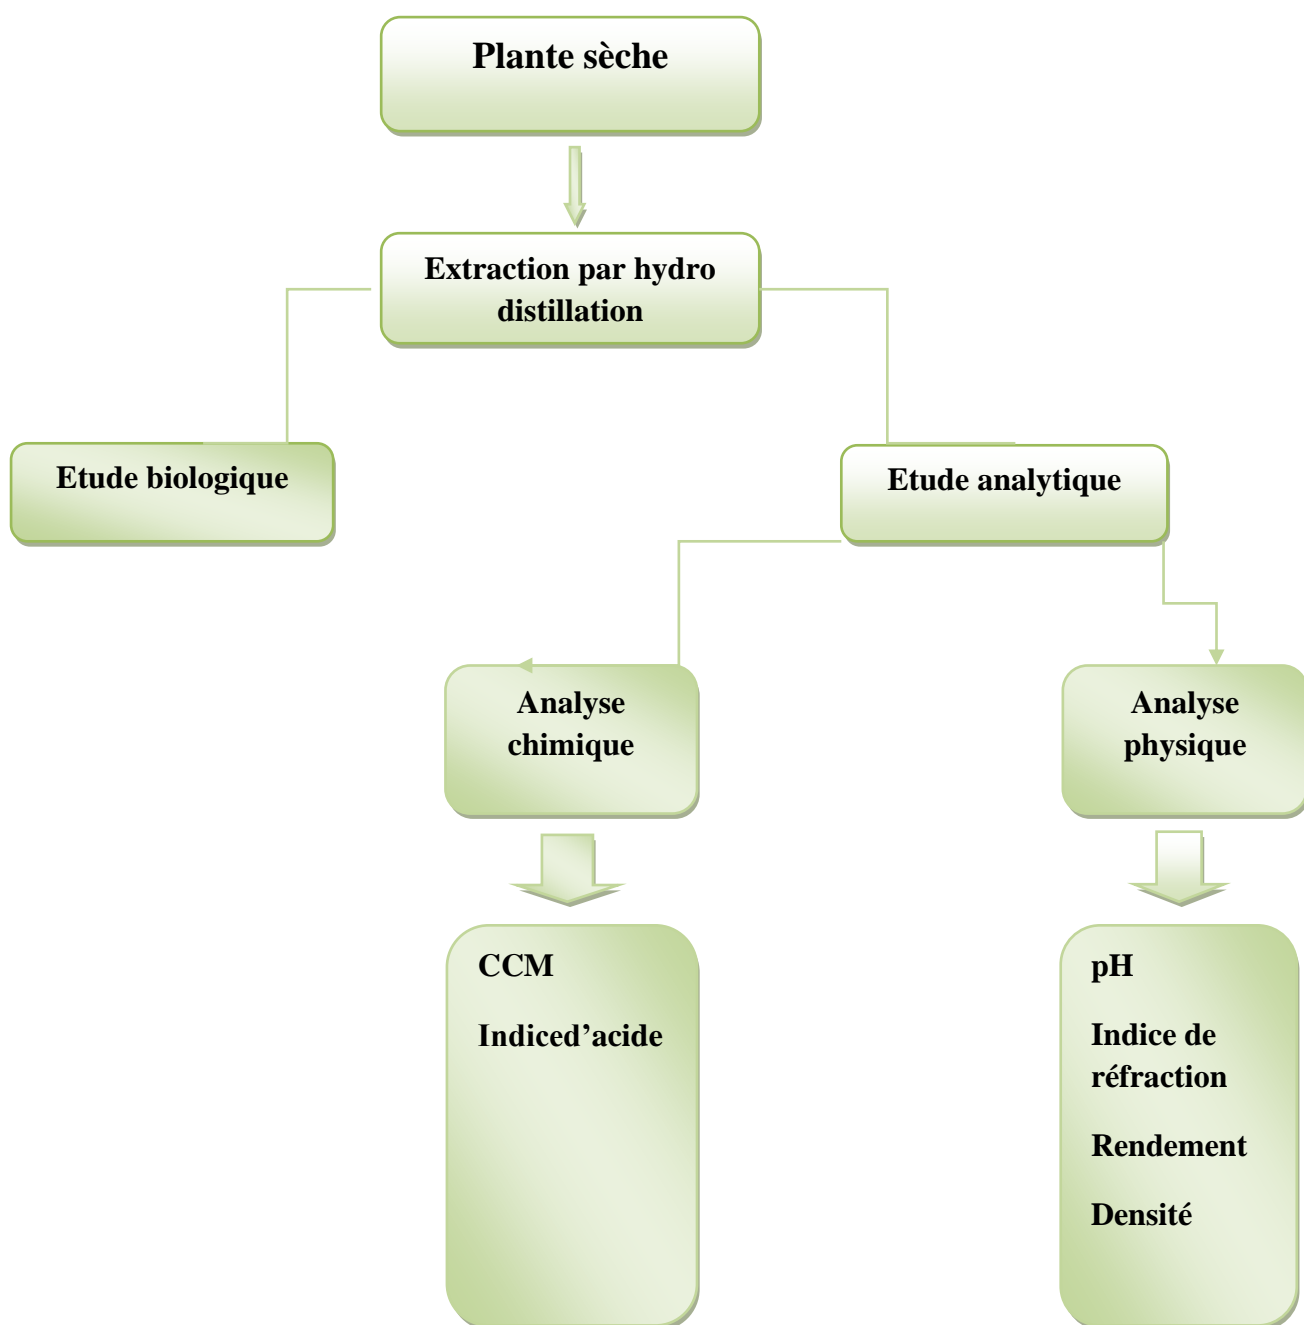 Plante sèche
Extraction par hydro
distillation
Etude biologique
Etude analytique
Analyse
chimique
Analyse
physique
CCM
Indiced’acide
pH
Indice de
réfraction
Rendement
Densité